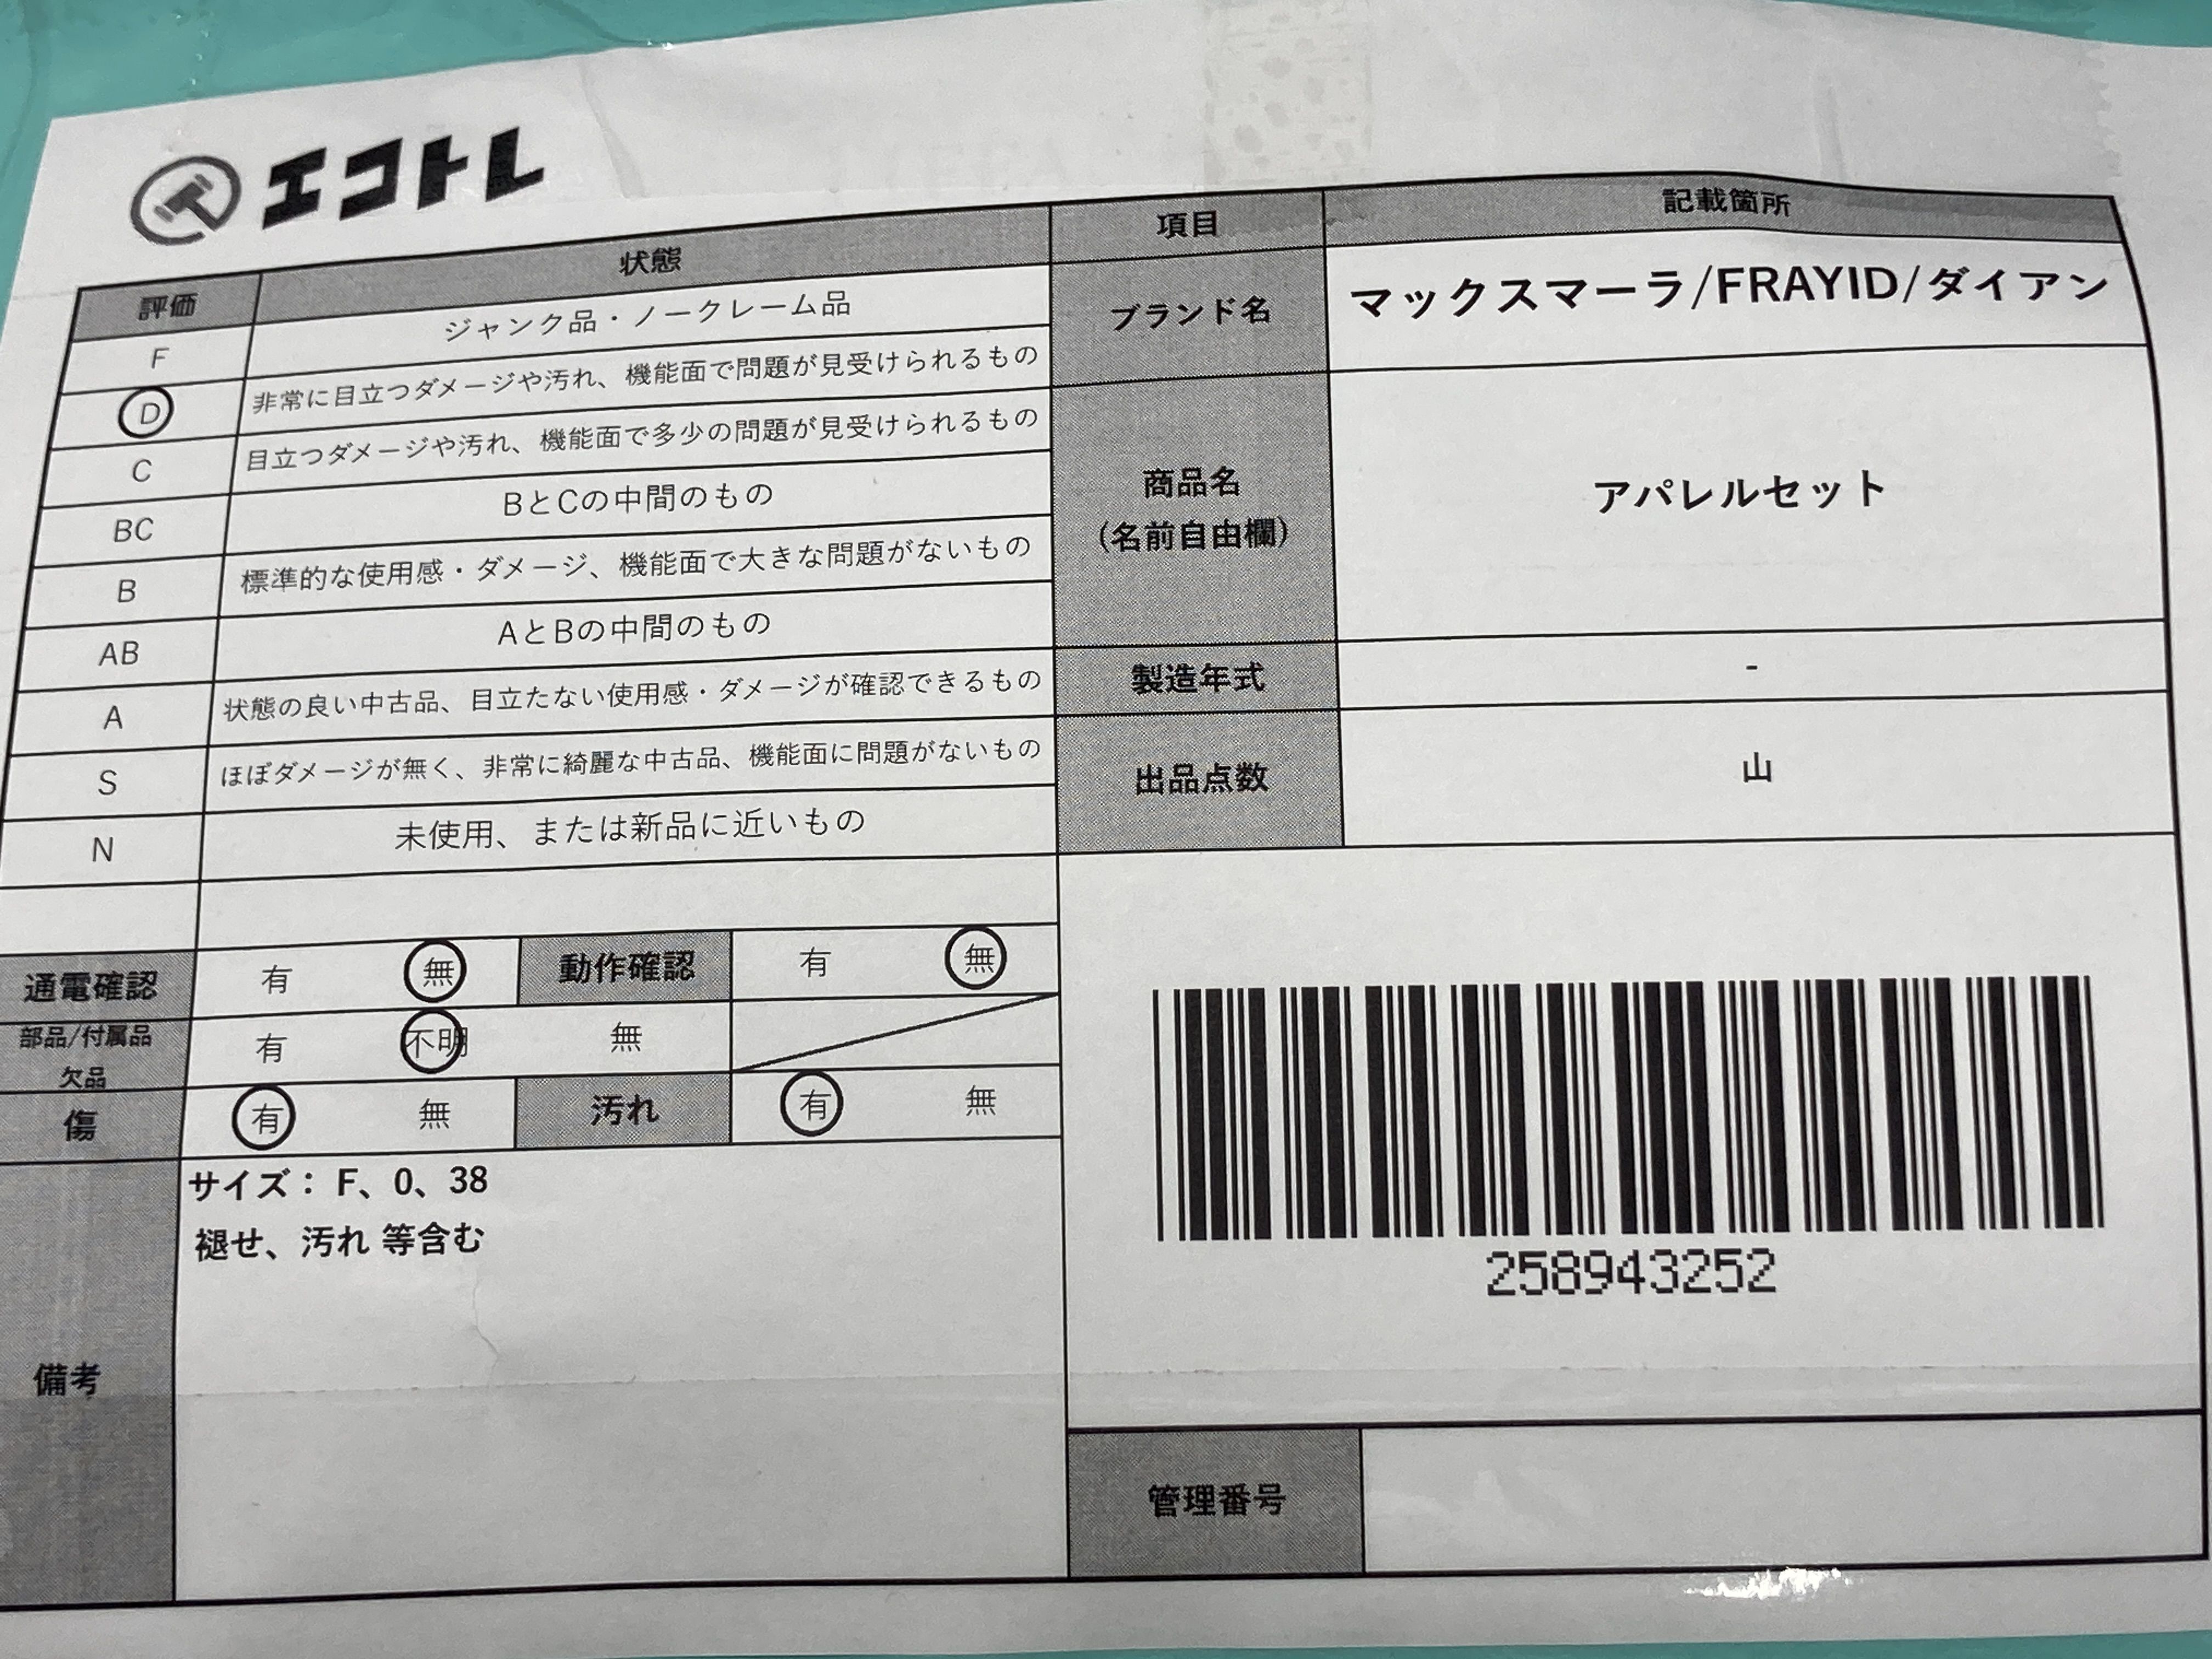 エコトレ
評価 状態
F ジャンク品・ノークレーム品
D 非常に目立つダメージや汚れ、機能面で問題が見受けられるもの
C 目立つダメージや汚れ、機能面で多少の問題が見受けられるもの
BC BとCの中間のもの
B 標準的な使用感・ダメージ、機能面で大きな問題がないもの
AB AとBの中間のもの
A 状態の良い中古品、目立たない使用感・ダメージが確認できるもの
S ほぼダメージが無く、非常に綺麗な中古品、機能面に問題がないもの
N 未使用、または新品に近いもの
通電確認 有 無 動作確認 有 無
部品/付属品 有 不明 無
欠品
傷 有 無 汚れ 有 無
備考
サイズ： F、0、38
褪せ、汚れ 等含む
項目 記載箇所
ブランド名 マックスマーラ/FRAYID/ダイアン
商品名 アパレルセット
(名前自由欄)
製造年式 -
出品点数 山
258943252
管理番号